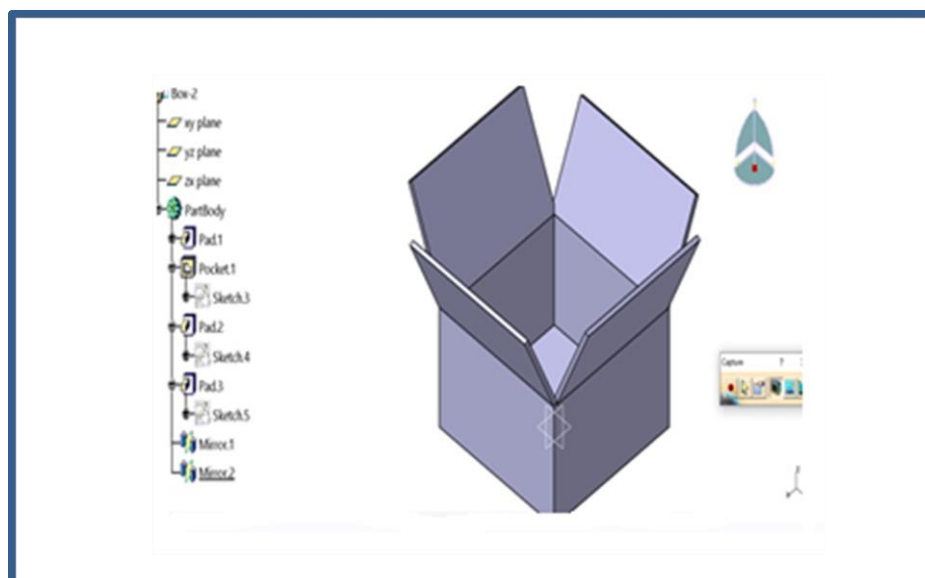 Box-2
xy plane
yz plane
zx plane
PartBody
Pad.1
Pocket.1
Sketch.3
Pad.2
Sketch.4
Pad.3
Sketch.5
Mirror.1
Mirror.2
Capture ?